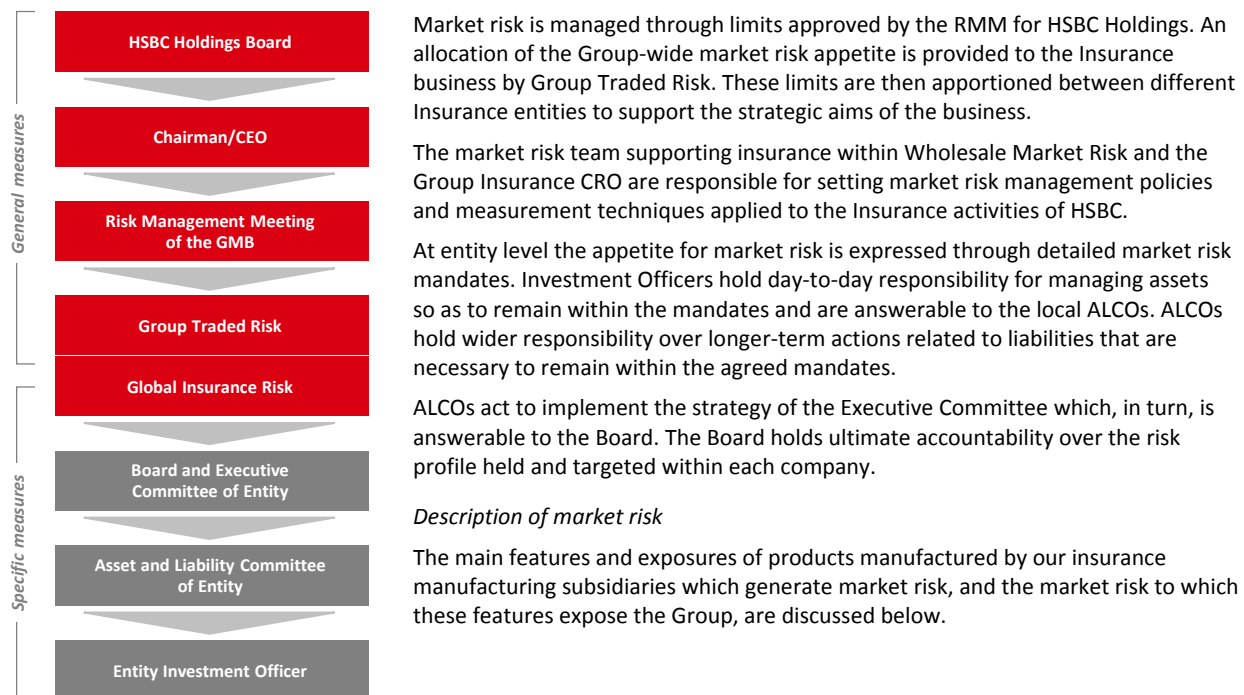 General measures
HSBC Holdings Board
Chairman/CEO
Risk Management Meeting
of the GMB
Group Traded Risk
Specific measures
Global Insurance Risk
Board and Executive
Committee of Entity
Asset and Liability Committee
of Entity
Entity Investment Officer
Market risk is managed through limits approved by the RMM for HSBC Holdings. An
allocation of the Group-wide market risk appetite is provided to the Insurance
business by Group Traded Risk. These limits are then apportioned between different
Insurance entities to support the strategic aims of the business.
The market risk team supporting insurance within Wholesale Market Risk and the
Group Insurance CRO are responsible for setting market risk management policies
and measurement techniques applied to the Insurance activities of HSBC.
At entity level the appetite for market risk is expressed through detailed market risk
mandates. Investment Officers hold day-to-day responsibility for managing assets
so as to remain within the mandates and are answerable to the local ALCOs. ALCOs
hold wider responsibility over longer-term actions related to liabilities that are
necessary to remain within the agreed mandates.
ALCOs act to implement the strategy of the Executive Committee which, in turn, is
answerable to the Board. The Board holds ultimate accountability over the risk
profile held and targeted within each company.
Description of market risk
The main features and exposures of products manufactured by our insurance
manufacturing subsidiaries which generate market risk, and the market risk to which
these features expose the Group, are discussed below.